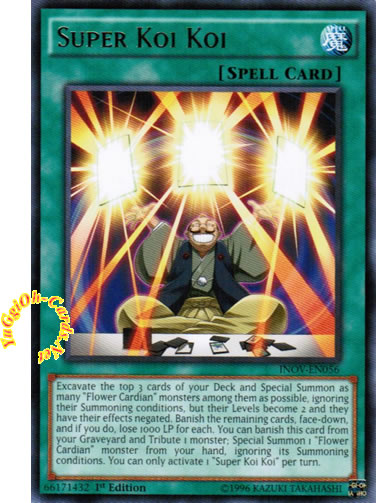 Super Koi Koi
魔
[Spell Card]
YuGgiOh-Cards.Net
INOV-EN056
Excavate the top 3 cards of your Deck and Special Summon as
many "Flower Cardian" monsters among them as possible, ignoring
their Summoning conditions, but their Levels become 2 and they
have their effects negated. Banish the remaining cards, face-down,
and if you do, lose 1000 LP for each. You can banish this card from
your Graveyard and Tribute 1 monster; Special Summon 1 "Flower
Cardian" monster from your hand, ignoring its Summoning
conditions. You can only activate 1 "Super Koi Koi" per turn.
66171432
1st Edition
©1996 KAZUKI TAKAHASHI